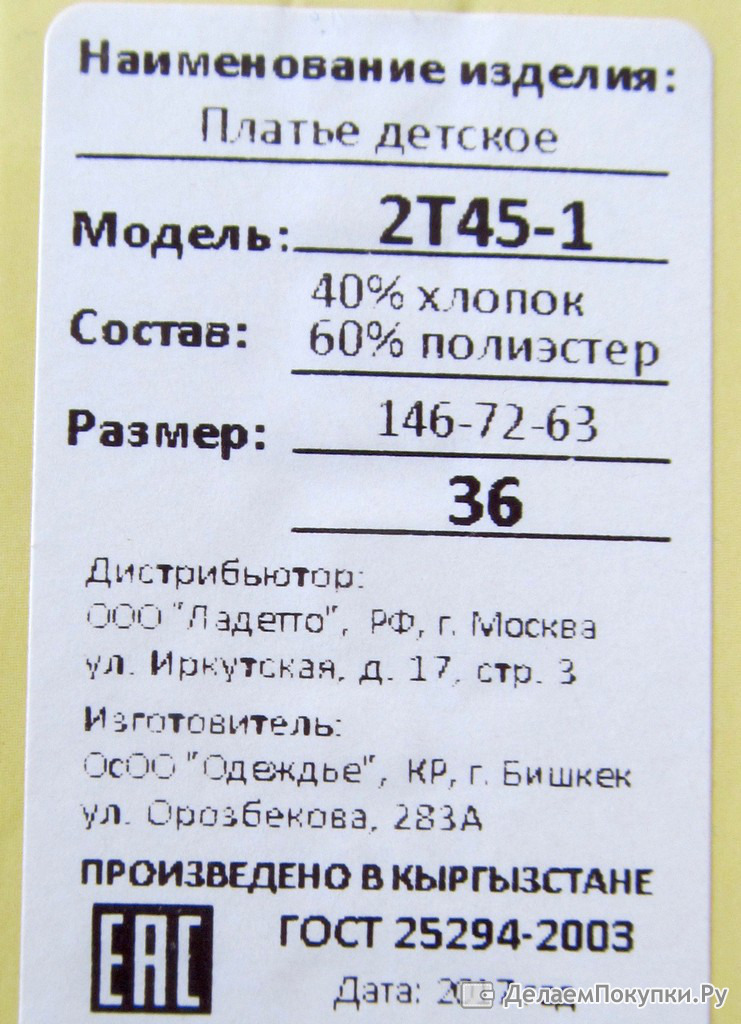 Наименование изделия:
Платье детское
Модель: 2Т45-1
Состав: 40% хлопок
60% полиэстер
Размер: 146-72-63
36
Дистрибьютор:
ООО "Ладетто", РФ, г. Москва
ул. Иркутская, д. 17, стр. 3
Изготовитель:
ОсОО "Одеждье", КР, г. Бишкек
ул. Орозбекова, 283А
ПРОИЗВЕДЕНО В КЫРГЫЗСТАНЕ
ЕАС ГОСТ 25294-2003
Дата: 2017 год
ДелаемПокупки.Ру